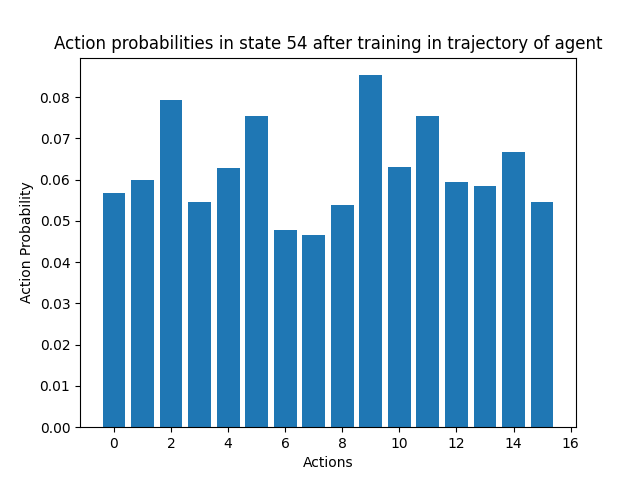 Action probabilities in state 54 after training in trajectory of agent
0.08
0.07
0.06
0.05
0.04
0.03
0.02
0.01
0.00
Action Probability
0 2 4 6 8 10 12 14 16
Actions